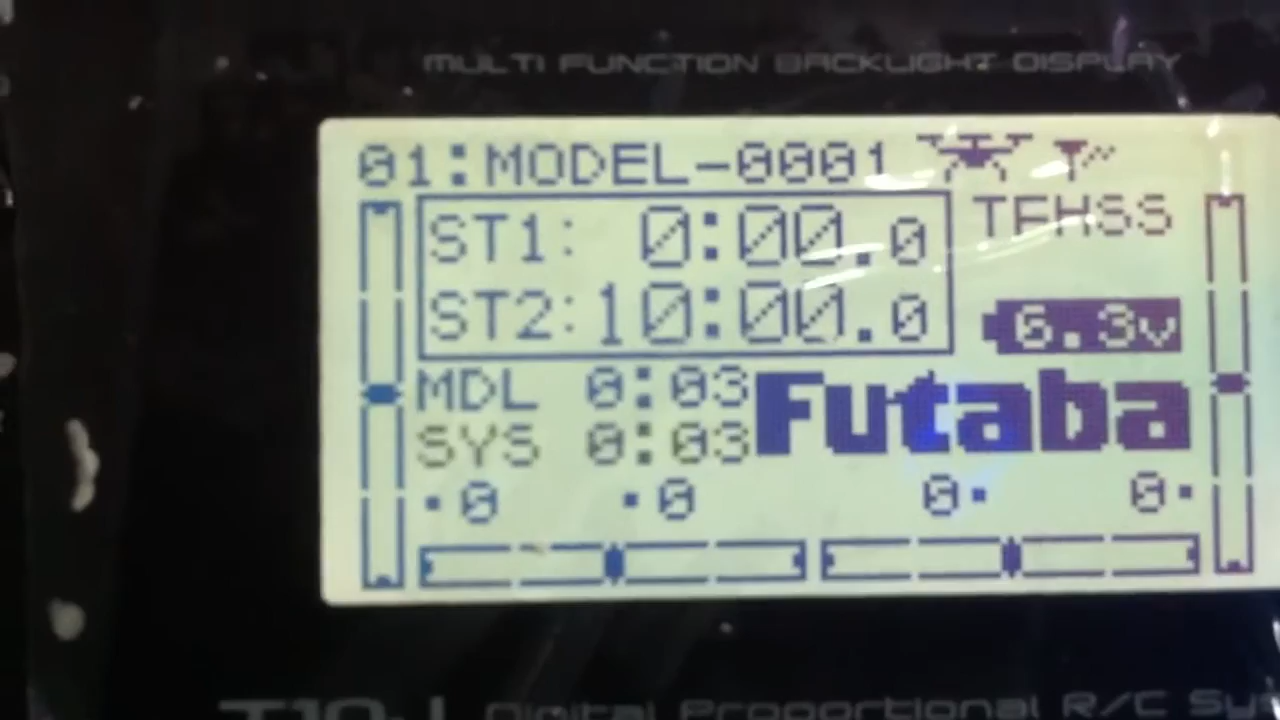 MULTI FUNCTION BACKLIGHT DISPLAY
01:MODEL-0001
T-FHSS
ST1: 0:00.0
ST2:10:00.0
6.3v
MDL 0:03
SYS 0:03
Futaba
0 0 0 0
Digital Proportional R/C